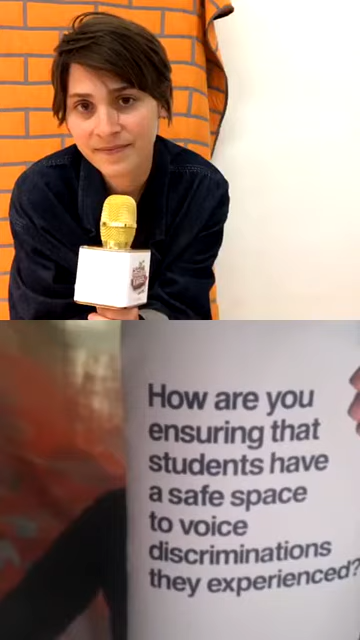 How are you
ensuring that
students have
a safe space
to voice
discriminations
they experienced?